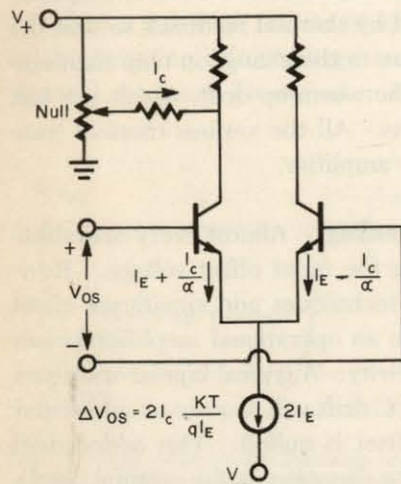 V+
Ic
Null
+
IE + Ic/α
IE − Ic/α
VOS
−
ΔVOS = 2Ic · KT/qIE
2IE
V